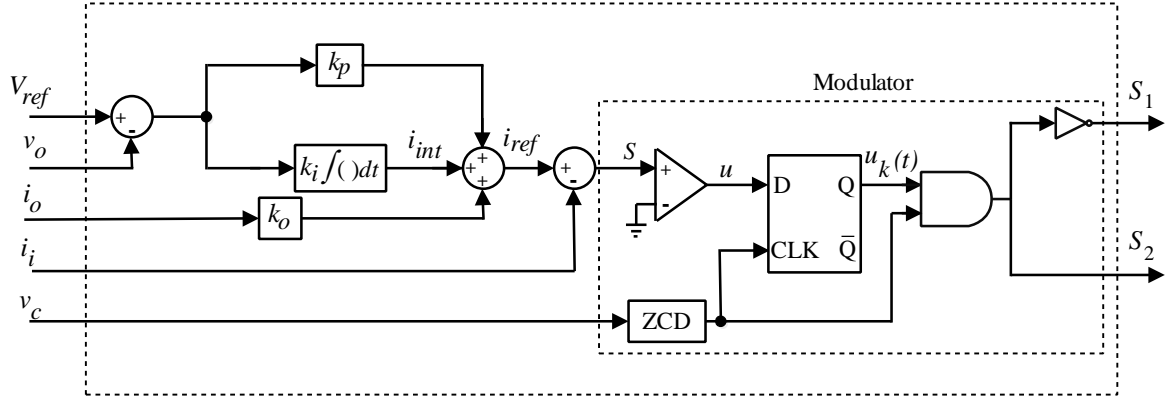 Modulator
V_ref
v_o
i_o
i_i
v_c
+
-
k_p
k_i ∫( )dt
k_o
i_int
+
+
+
i_ref
+
-
S
+
-
u
D
Q
CLK
Q̄
u_k(t)
ZCD
S_1
S_2